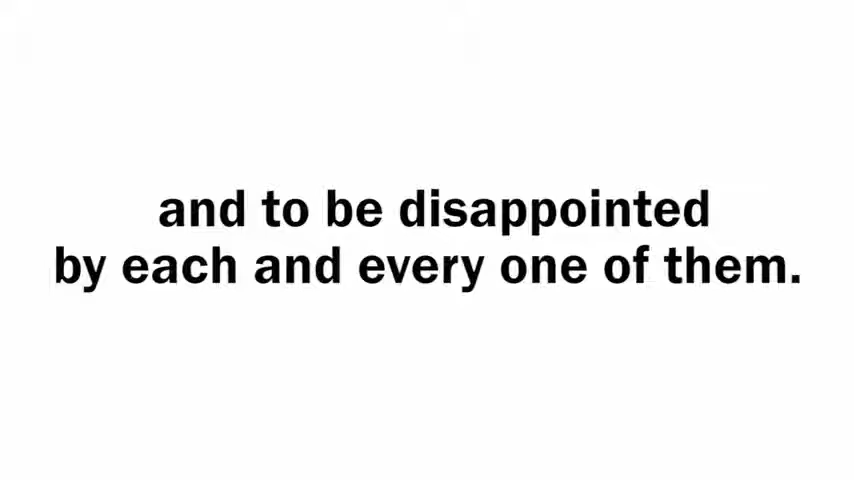 and to be disappointed
by each and every one of them.